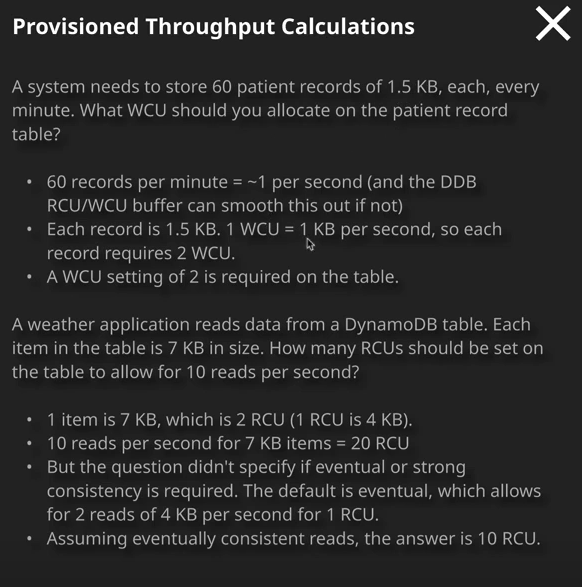 Provisioned Throughput Calculations
A system needs to store 60 patient records of 1.5 KB, each, every
minute. What WCU should you allocate on the patient record
table?
• 60 records per minute = ~1 per second (and the DDB
RCU/WCU buffer can smooth this out if not)
• Each record is 1.5 KB. 1 WCU = 1 KB per second, so each
record requires 2 WCU.
• A WCU setting of 2 is required on the table.
A weather application reads data from a DynamoDB table. Each
item in the table is 7 KB in size. How many RCUs should be set on
the table to allow for 10 reads per second?
• 1 item is 7 KB, which is 2 RCU (1 RCU is 4 KB).
• 10 reads per second for 7 KB items = 20 RCU
• But the question didn't specify if eventual or strong
consistency is required. The default is eventual, which allows
for 2 reads of 4 KB per second for 1 RCU.
• Assuming eventually consistent reads, the answer is 10 RCU.